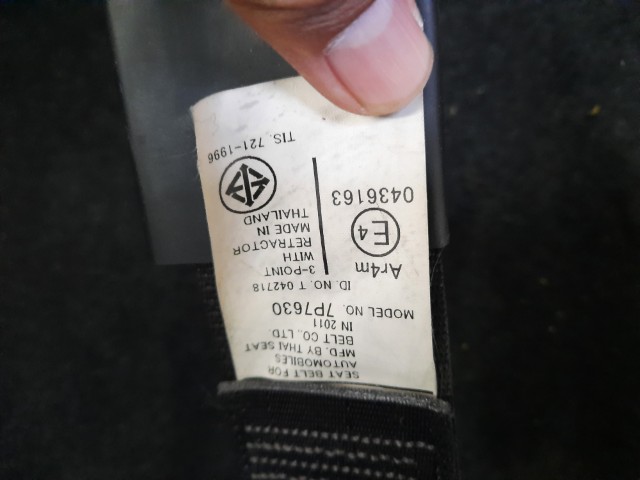 SEAT BELT FOR
AUTOMOBILES
MFD. BY THAI SEAT
BELT CO., LTD.
IN 2011
MODEL NO. 7P7630
ID. NO. T 042718
3-POINT
WITH
RETRACTOR
MADE IN
THAILAND
TIS. 721-1996
Ar4m
E4
0436163